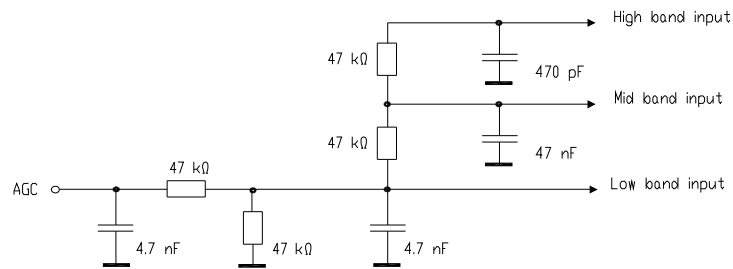 High band input
47 kΩ
470 pF
Mid band input
47 kΩ
47 nF
47 kΩ
AGC
Low band input
4.7 nF
47 kΩ
4.7 nF